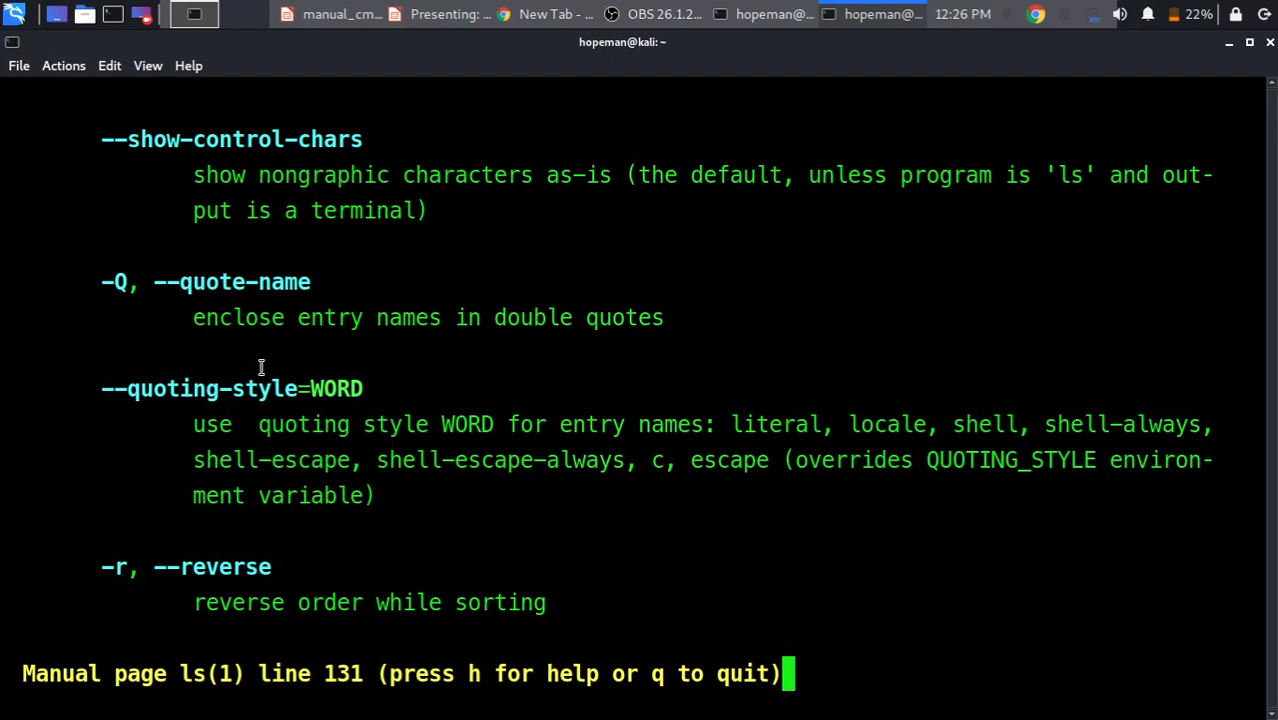 manual_cm... Presenting: ... New Tab - ... OBS 26.1.2... hopeman@... hopeman@... 12:26 PM 22%
hopeman@kali: ~
File Actions Edit View Help
--show-control-chars
show nongraphic characters as-is (the default, unless program is 'ls' and out-
put is a terminal)
-Q, --quote-name
enclose entry names in double quotes
--quoting-style=WORD
use  quoting style WORD for entry names: literal, locale, shell, shell-always,
shell-escape, shell-escape-always, c, escape (overrides QUOTING_STYLE environ-
ment variable)
-r, --reverse
reverse order while sorting
Manual page ls(1) line 131 (press h for help or q to quit)